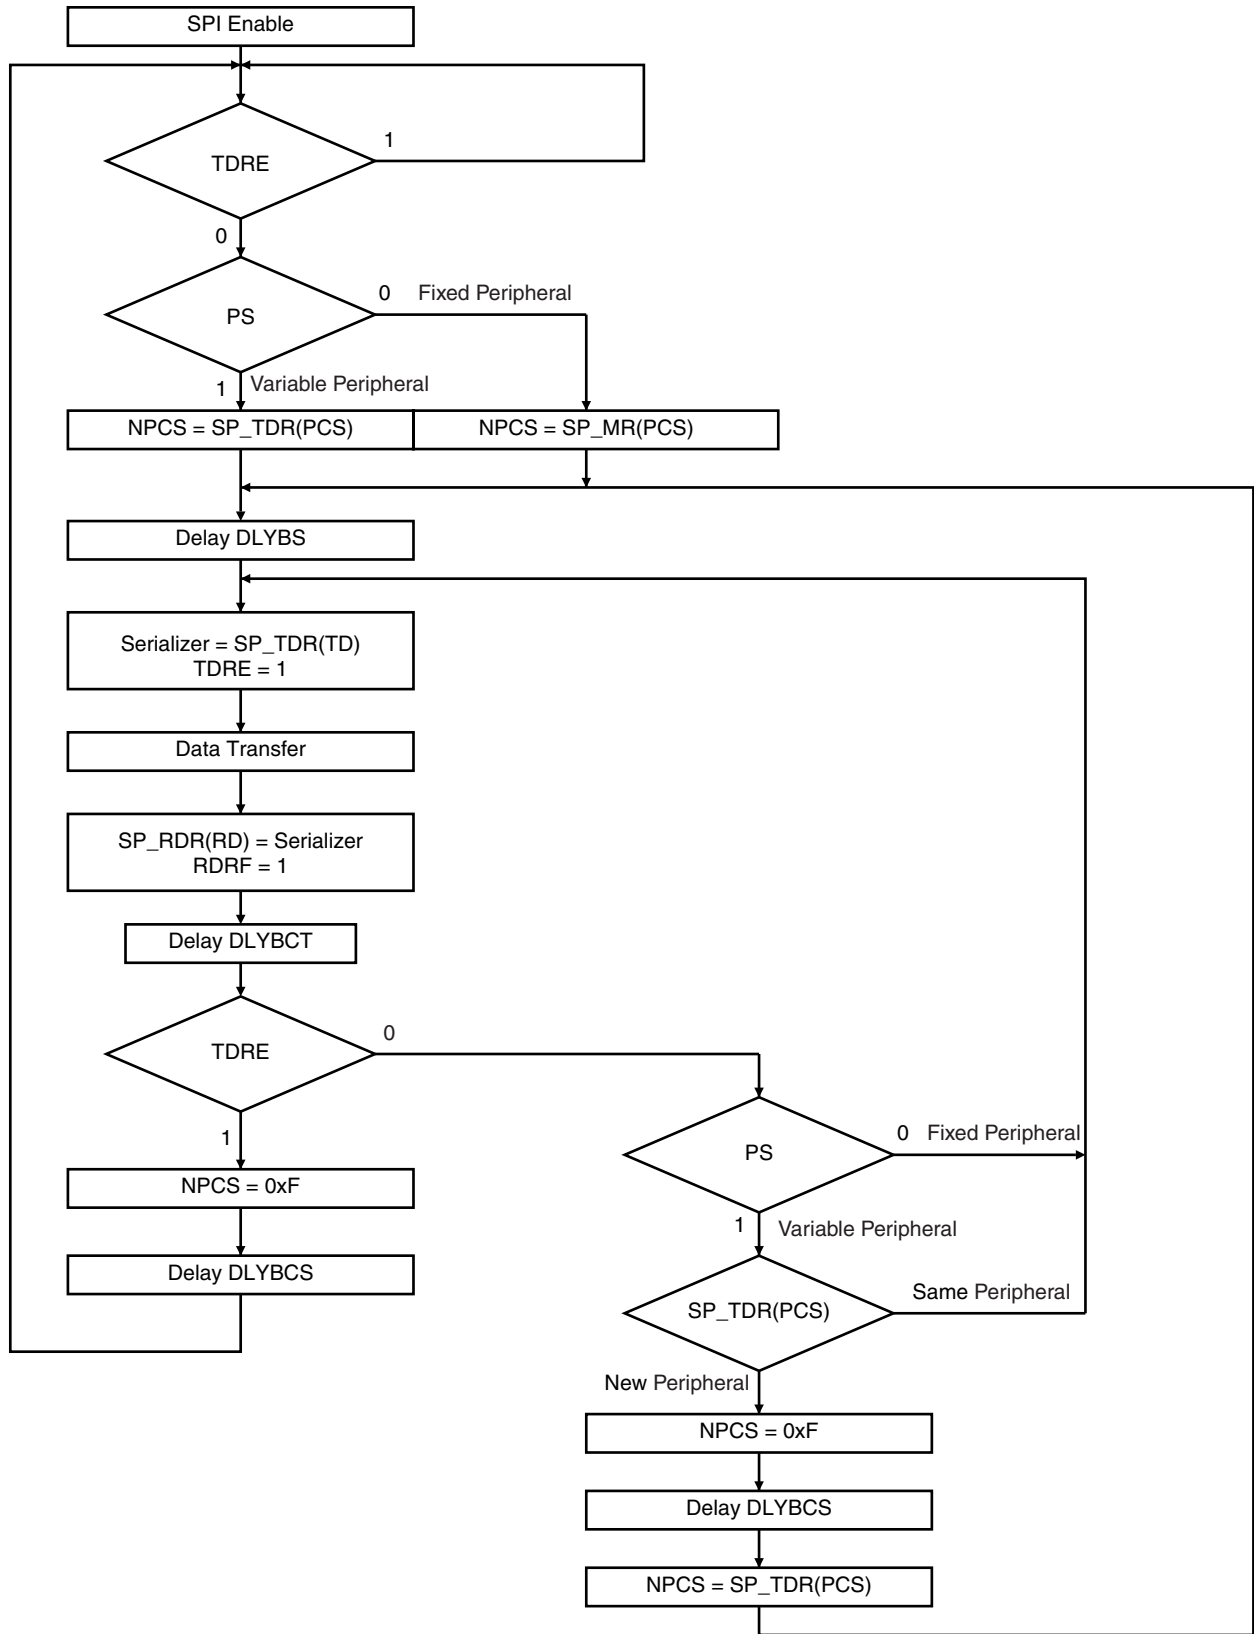 SPI Enable
1
TDRE
0
0 Fixed Peripheral
PS
1 Variable Peripheral
NPCS = SP_TDR(PCS)
NPCS = SP_MR(PCS)
Delay DLYBS
Serializer = SP_TDR(TD)
TDRE = 1
Data Transfer
SP_RDR(RD) = Serializer
RDRF = 1
Delay DLYBCT
0
TDRE
1
NPCS = 0xF
Delay DLYBCS
0 Fixed Peripheral
PS
1 Variable Peripheral
Same Peripheral
SP_TDR(PCS)
New Peripheral
NPCS = 0xF
Delay DLYBCS
NPCS = SP_TDR(PCS)